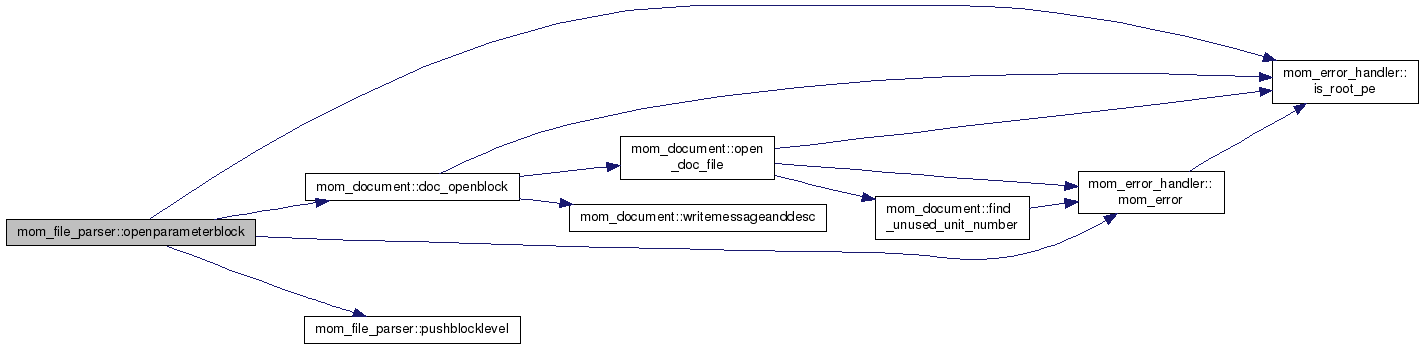 mom_file_parser::openparameterblock
mom_document::doc_openblock
mom_file_parser::pushblocklevel
mom_document::open
_doc_file
mom_document::writemessageanddesc
mom_document::find
_unused_unit_number
mom_error_handler::
mom_error
mom_error_handler::
is_root_pe